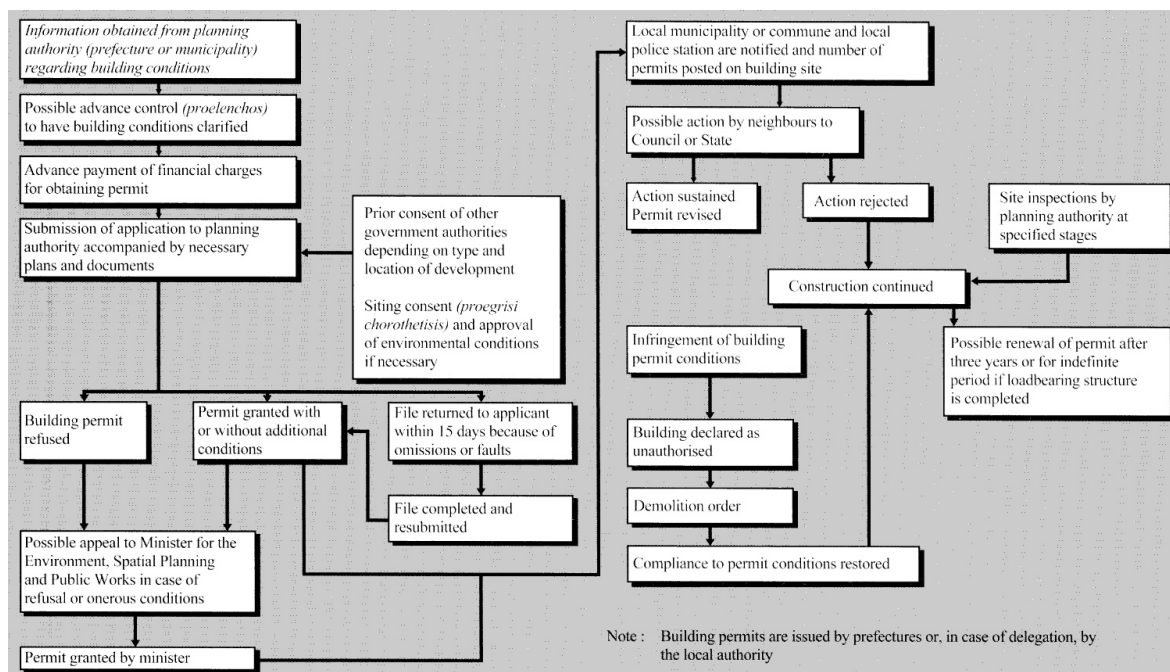 Information obtained from planning
authority (prefecture or municipality)
regarding building conditions
Possible advance control (proelenchos)
to have building conditions clarified
Advance payment of financial charges
for obtaining permit
Submission of application to planning
authority accompanied by necessary
plans and documents
Prior consent of other
government authorities
depending on type and
location of development
Siting consent (proegrisi
chorothetisis) and approval
of environmental conditions
if necessary
Building permit
refused
Permit granted with
or without additional
conditions
File returned to applicant
within 15 days because of
omissions or faults
File completed and
resubmitted
Possible appeal to Minister for the
Environment, Spatial Planning
and Public Works in case of
refusal or onerous conditions
Permit granted by minister
Local municipality or commune and local
police station are notified and number of
permits posted on building site
Possible action by neighbours to
Council or State
Action sustained
Permit revised
Action rejected
Site inspections by
planning authority at
specified stages
Construction continued
Infringement of building
permit conditions
Possible renewal of permit after
three years or for indefinite
period if loadbearing structure
is completed
Building declared as
unauthorised
Demolition order
Compliance to permit conditions restored
Note : Building permits are issued by prefectures or, in case of delegation, by
the local authority